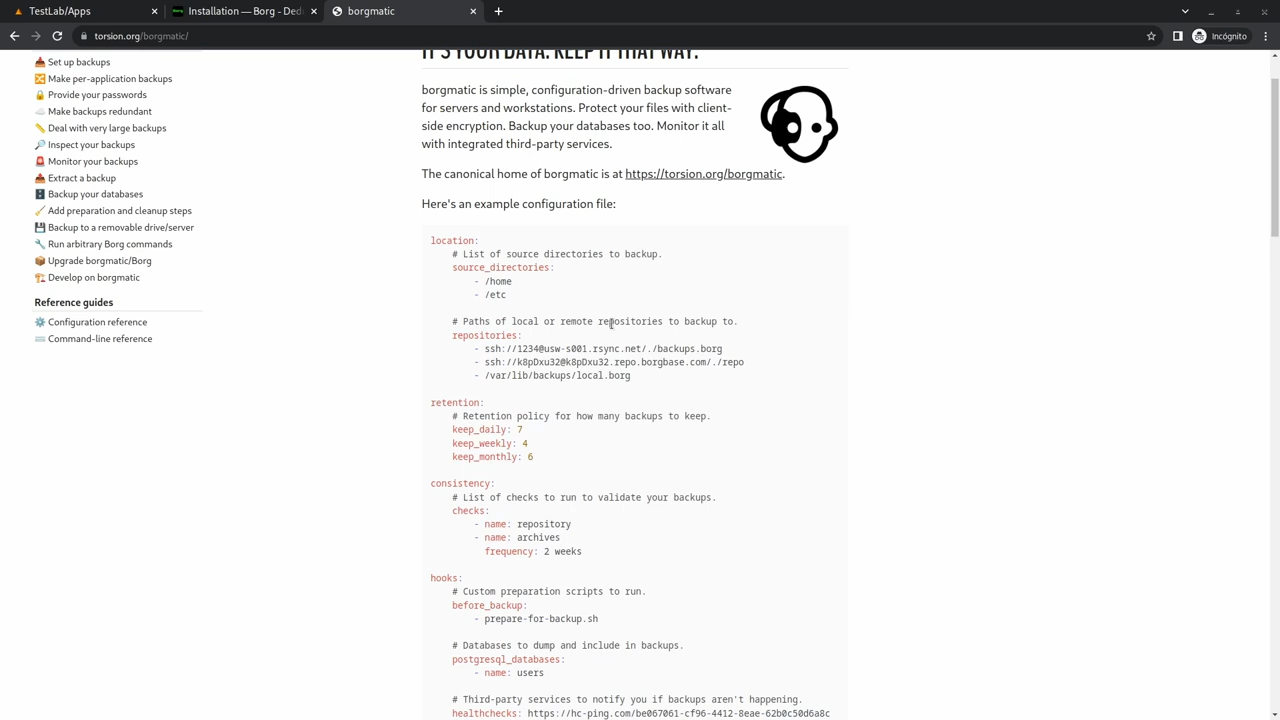 TestLab/Apps
Installation — Borg - Ded
borgmatic
torsion.org/borgmatic/
Incógnito
📥 Set up backups
🔀 Make per-application backups
🔒 Provide your passwords
☁️ Make backups redundant
📏 Deal with very large backups
🔎 Inspect your backups
🚨 Monitor your backups
📤 Extract a backup
🗄️ Backup your databases
🧹 Add preparation and cleanup steps
💾 Backup to a removable drive/server
🔧 Run arbitrary Borg commands
📦 Upgrade borgmatic/Borg
🏗️ Develop on borgmatic
Reference guides
⚙️ Configuration reference
⌨️ Command-line reference
IT'S YOUR DATA. KEEP IT THAT WAY.
borgmatic is simple, configuration-driven backup software
for servers and workstations. Protect your files with client-
side encryption. Backup your databases too. Monitor it all
with integrated third-party services.
The canonical home of borgmatic is at https://torsion.org/borgmatic.
Here's an example configuration file:
location:
    # List of source directories to backup.
    source_directories:
        - /home
        - /etc
    # Paths of local or remote repositories to backup to.
    repositories:
        - ssh://1234@usw-s001.rsync.net/./backups.borg
        - ssh://k8pDxu32@k8pDxu32.repo.borgbase.com/./repo
        - /var/lib/backups/local.borg
retention:
    # Retention policy for how many backups to keep.
    keep_daily: 7
    keep_weekly: 4
    keep_monthly: 6
consistency:
    # List of checks to run to validate your backups.
    checks:
        - name: repository
        - name: archives
          frequency: 2 weeks
hooks:
    # Custom preparation scripts to run.
    before_backup:
        - prepare-for-backup.sh
    # Databases to dump and include in backups.
    postgresql_databases:
        - name: users
    # Third-party services to notify you if backups aren't happening.
    healthchecks: https://hc-ping.com/be067061-cf96-4412-8eae-62b0c50d6a8c